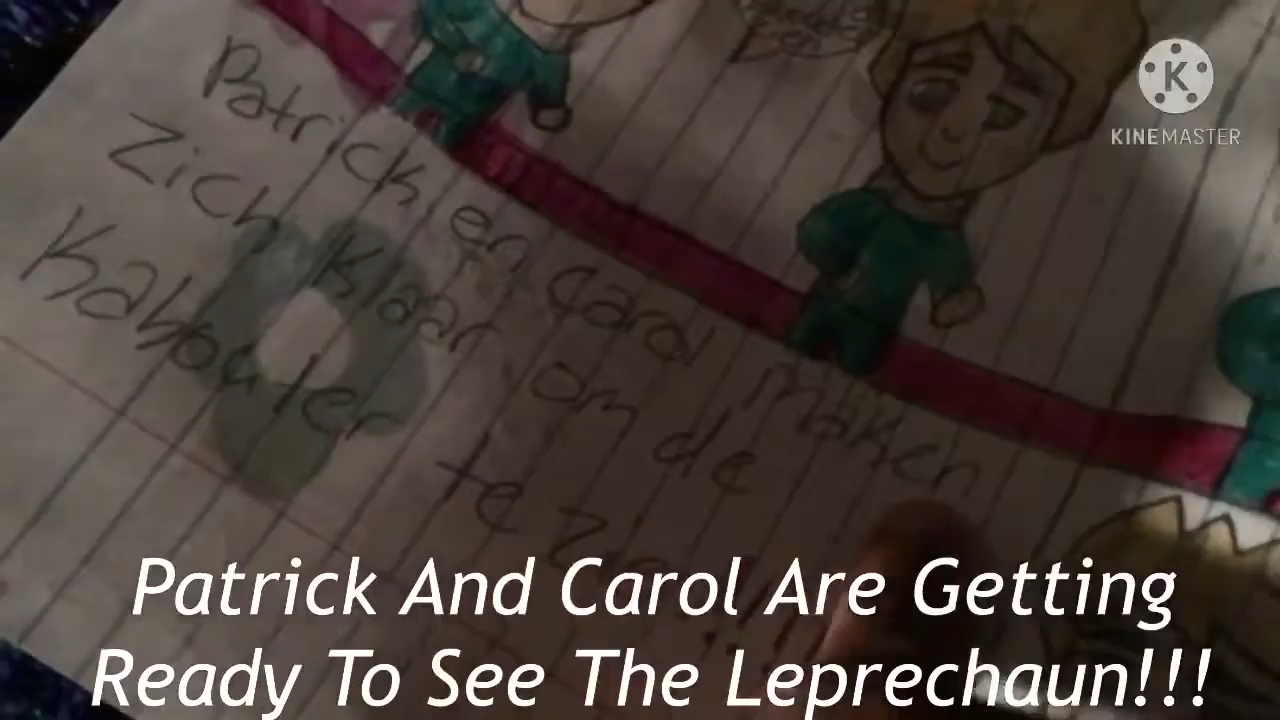 Patrick en Carol maken
Zich Klaar om de
Kabouter te
K
KINEMASTER
Patrick And Carol Are Getting
Ready To See The Leprechaun!!!